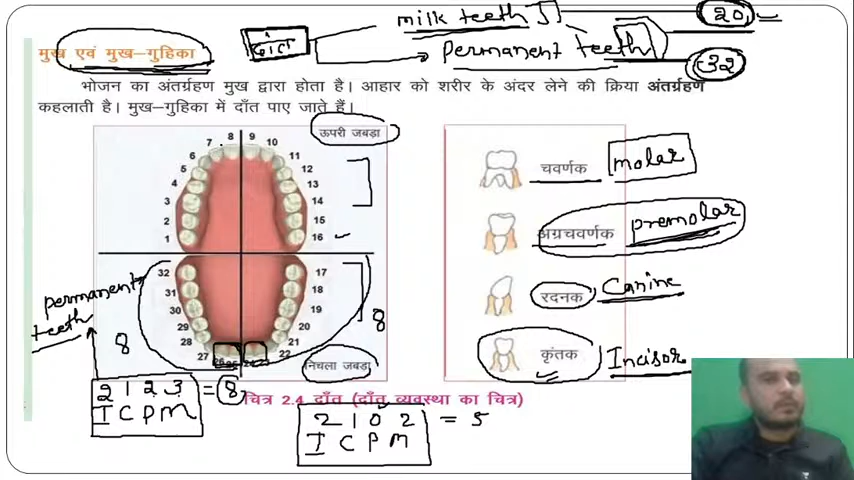 milk teeth
20
दाँत
Permanent teeth
32
मुख एवं मुख–गुहिका
भोजन का अंतर्ग्रहण मुख द्वारा होता है। आहार को शरीर के अंदर लेने की क्रिया अंतर्ग्रहण
कहलाता है। मुख–गुहिका में दाँत पाए जाते हैं।
ऊपरी जबड़ा
7 8 9 10
6 11
5 12
4 13
3 14
2 15
1 16
32 17
31 18
30 19
29 20
28 21
27 26 25 24 23 22
निचला जबड़ा
permanent
teeth
8
8
चवर्णक molar
अग्रचवर्णक premolar
रदनक Canine
कृंतक Incisor
2 1 2 3 = 8
I C P M
चित्र 2.4 दाँत (दाँत व्यवस्था का चित्र)
2 1 0 2 = 5
I C P M